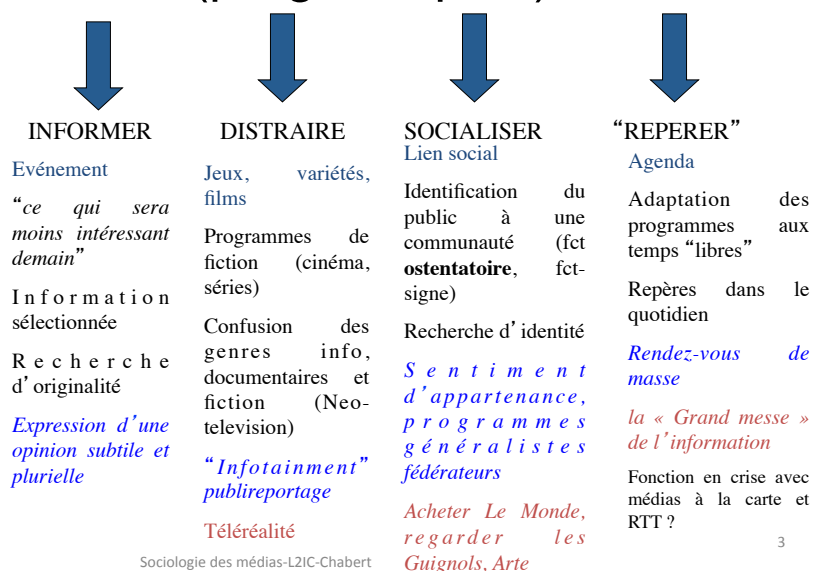 INFORMER
Evénement
“ce qui sera
moins intéressant
demain”
Information
sélectionnée
Recherche
d’originalité
Expression d’une
opinion subtile et
plurielle
DISTRAIRE
Jeux, variétés,
films
Programmes de
fiction (cinéma,
séries)
Confusion des
genres info,
documentaires et
fiction (Neo-
television)
“Infotainment”
publireportage
Téléréalité
SOCIALISER
Lien social
Identification du
public à une
communauté (fct
ostentatoire, fct-
signe)
Recherche d’identité
Sentiment
d’appartenance,
programmes
généralistes
fédérateurs
Acheter Le Monde,
regarder les
Guignols, Arte
“REPERER”
Agenda
Adaptation des
programmes aux
temps “libres”
Repères dans le
quotidien
Rendez-vous de
masse
la « Grand messe »
de l’information
Fonction en crise avec
médias à la carte et
RTT ?
Sociologie des médias-L2IC-Chabert
3